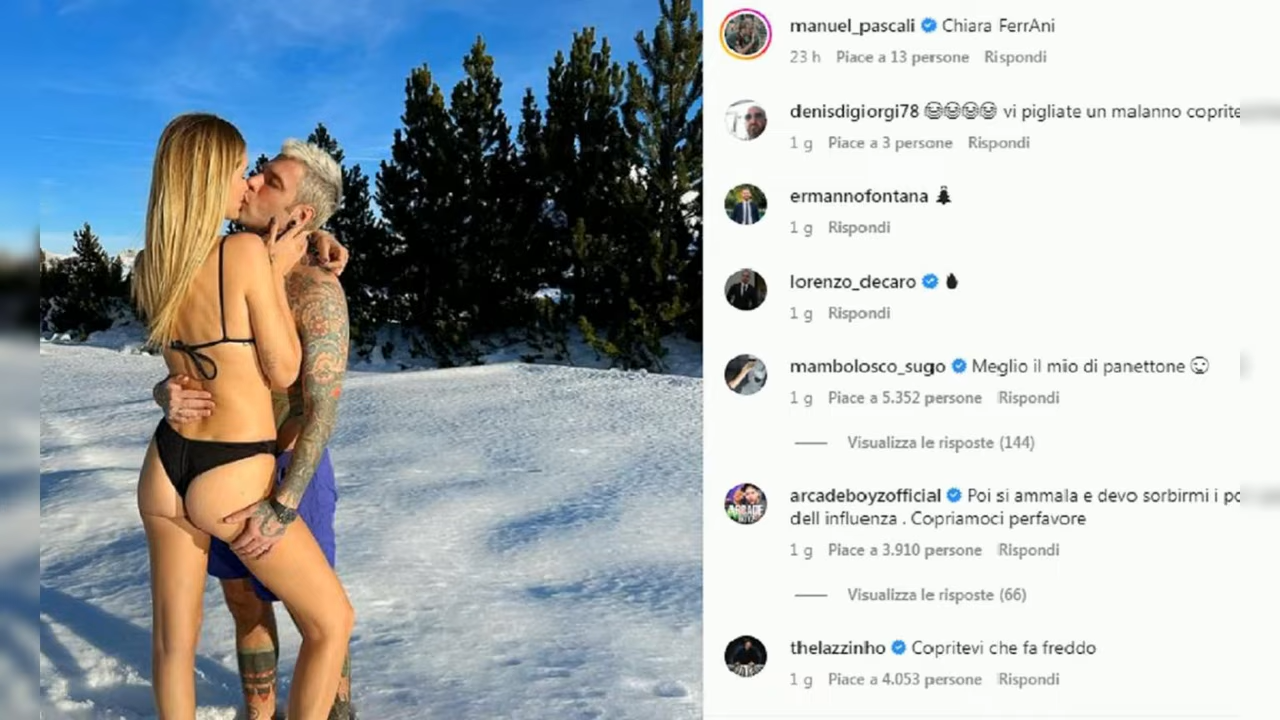 manuel_pascali Chiara FerrAni
23 h Piace a 13 persone Rispondi
denisdigiorgi78 😂😂😂😂 vi pigliate un malanno coprite
1 g Piace a 3 persone Rispondi
ermannofontana 🎄
1 g Rispondi
lorenzo_decaro 🔥
1 g Rispondi
mambolosco_sugo Meglio il mio di panettone 😍
1 g Piace a 5.352 persone Rispondi
Visualizza le risposte (144)
arcadeboyzofficial Poi si ammala e devo sorbirmi i
dell influenza . Copriamoci perfavore
1 g Piace a 3.910 persone Rispondi
Visualizza le risposte (66)
thelazzinho Copritevi che fa freddo
1 g Piace a 4.053 persone Rispondi